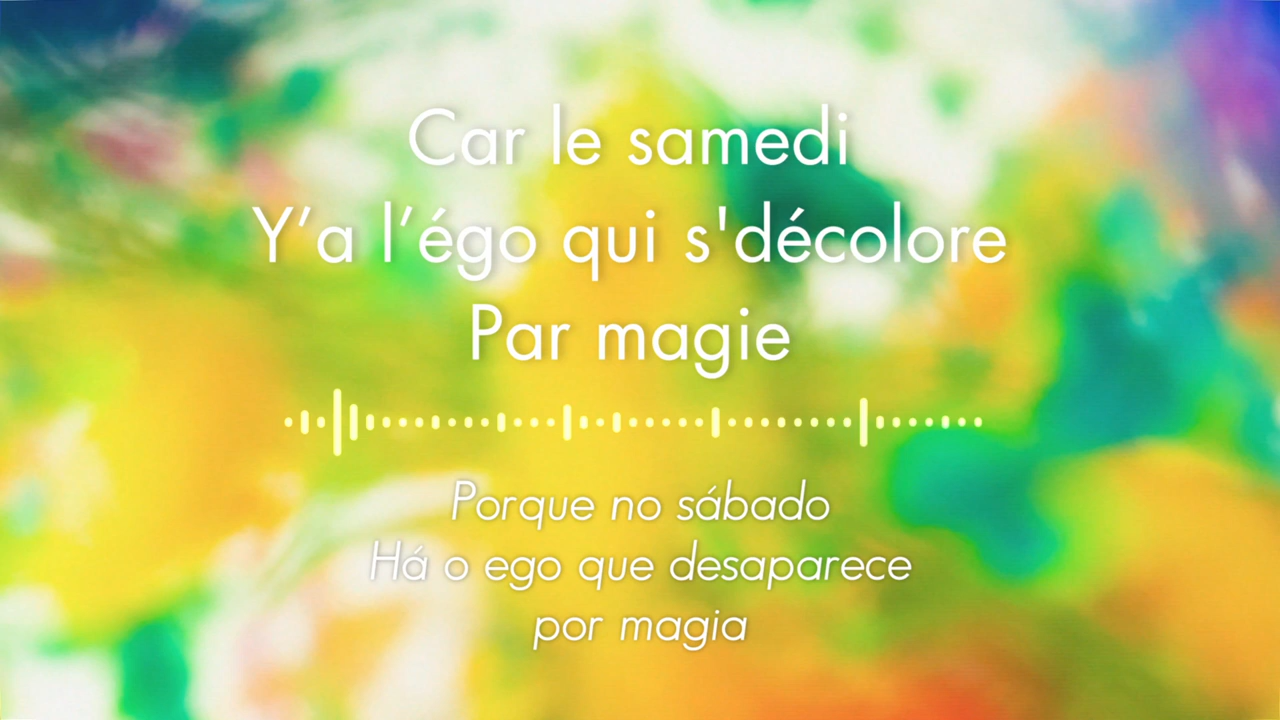 Car le samedi
Y’a l’égo qui s'décolore
Par magie
Porque no sábado
Há o ego que desaparece
por magia